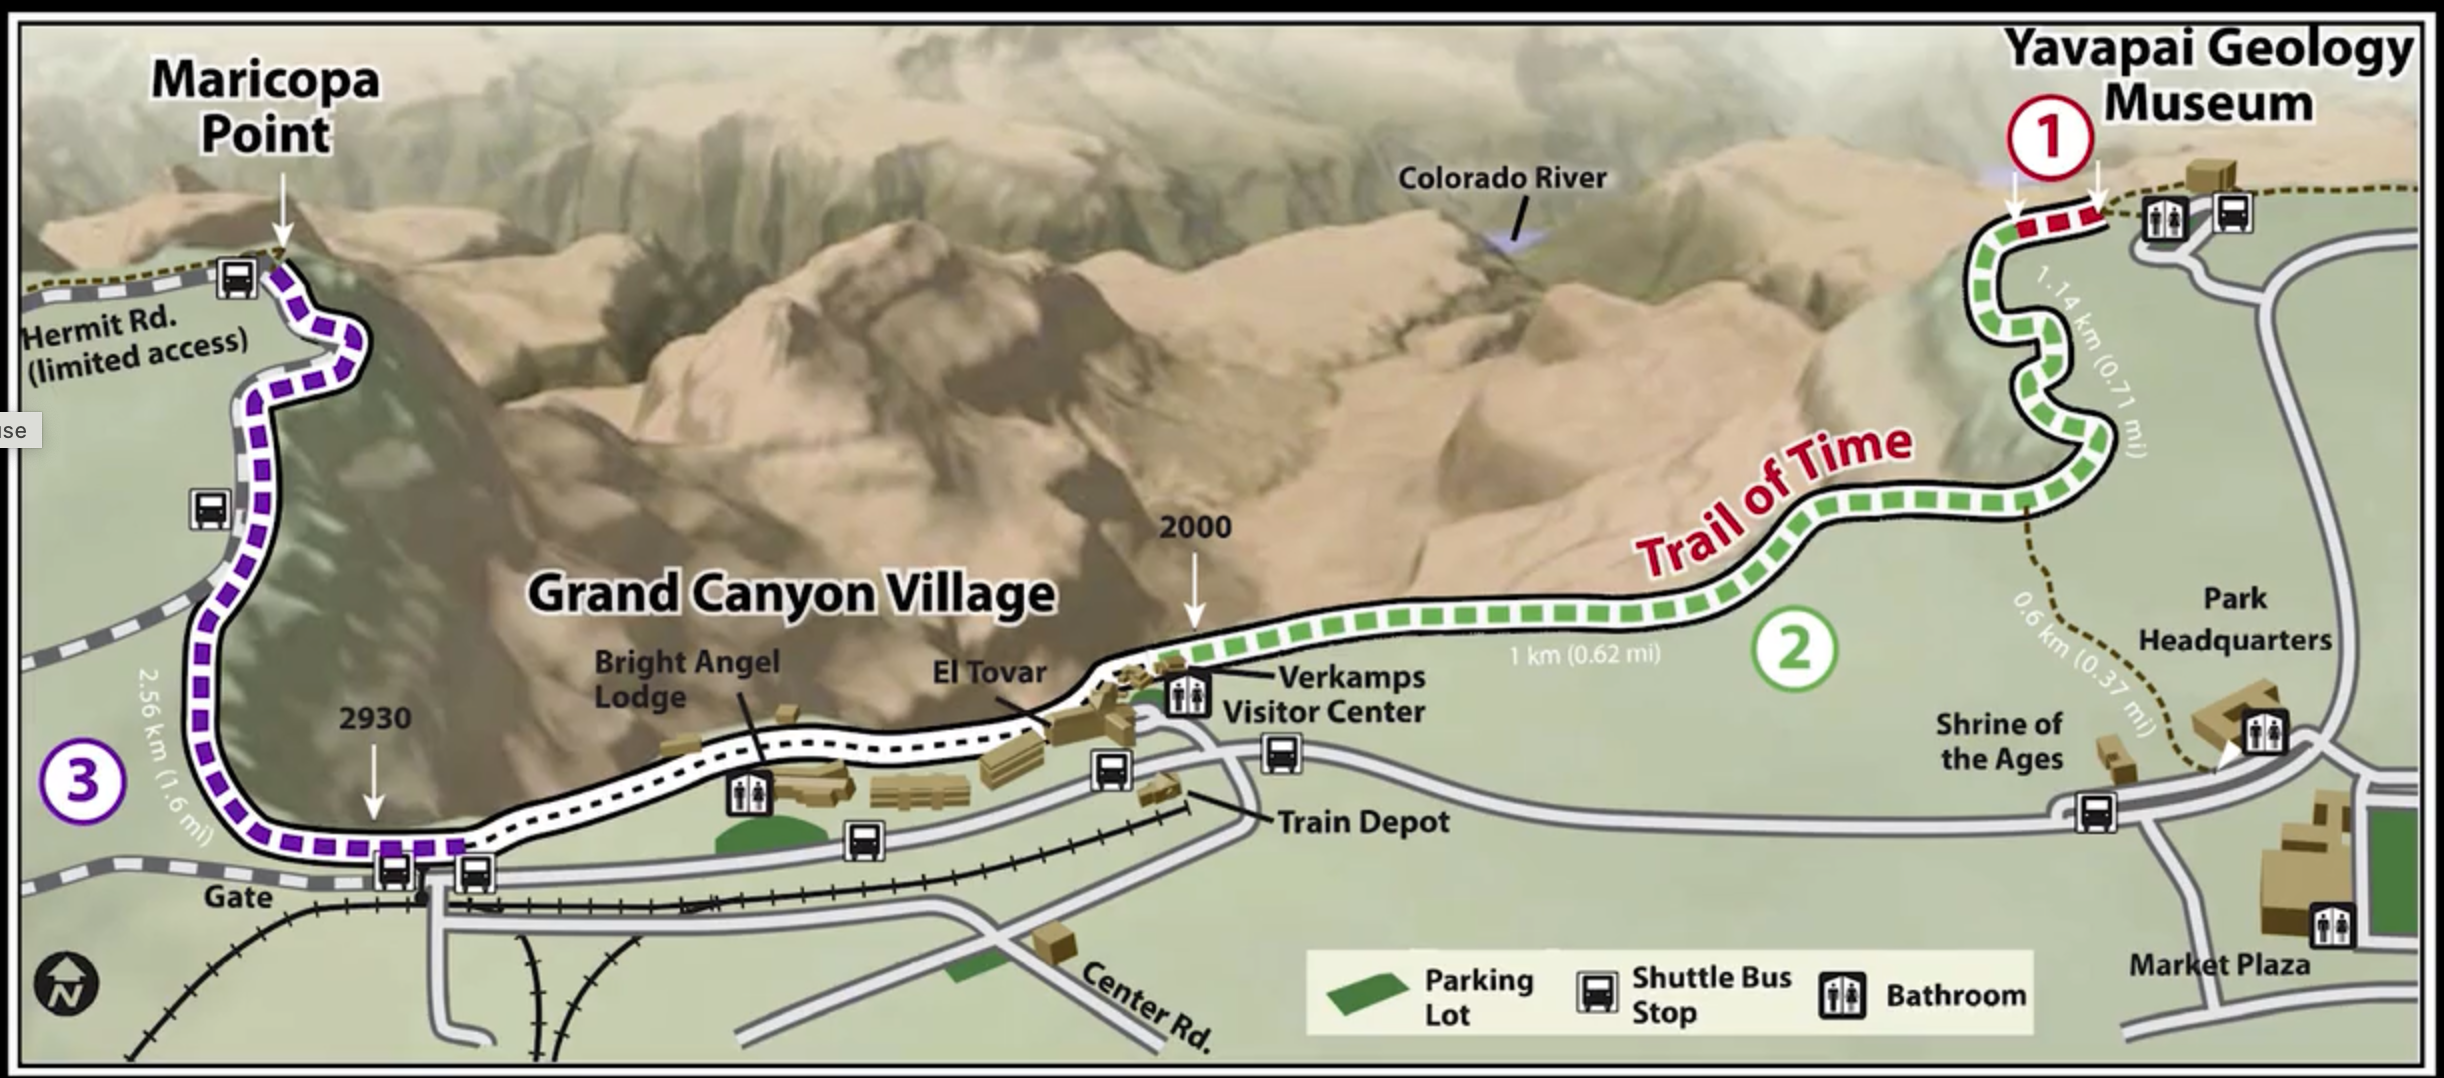 Maricopa
Point
Yavapai Geology
Museum
1
Colorado River
Hermit Rd.
(limited access)
1.14 km (0.71 mi)
use
Trail of Time
2000
Grand Canyon Village
Bright Angel
Lodge
El Tovar
Verkamps
Visitor Center
1 km (0.62 mi)
2
0.6 km (0.37 mi)
Park
Headquarters
Shrine of
the Ages
2930
2.56 km (1.6 mi)
3
Train Depot
Gate
N
Center Rd.
Market Plaza
Parking
Lot
Shuttle Bus
Stop
Bathroom